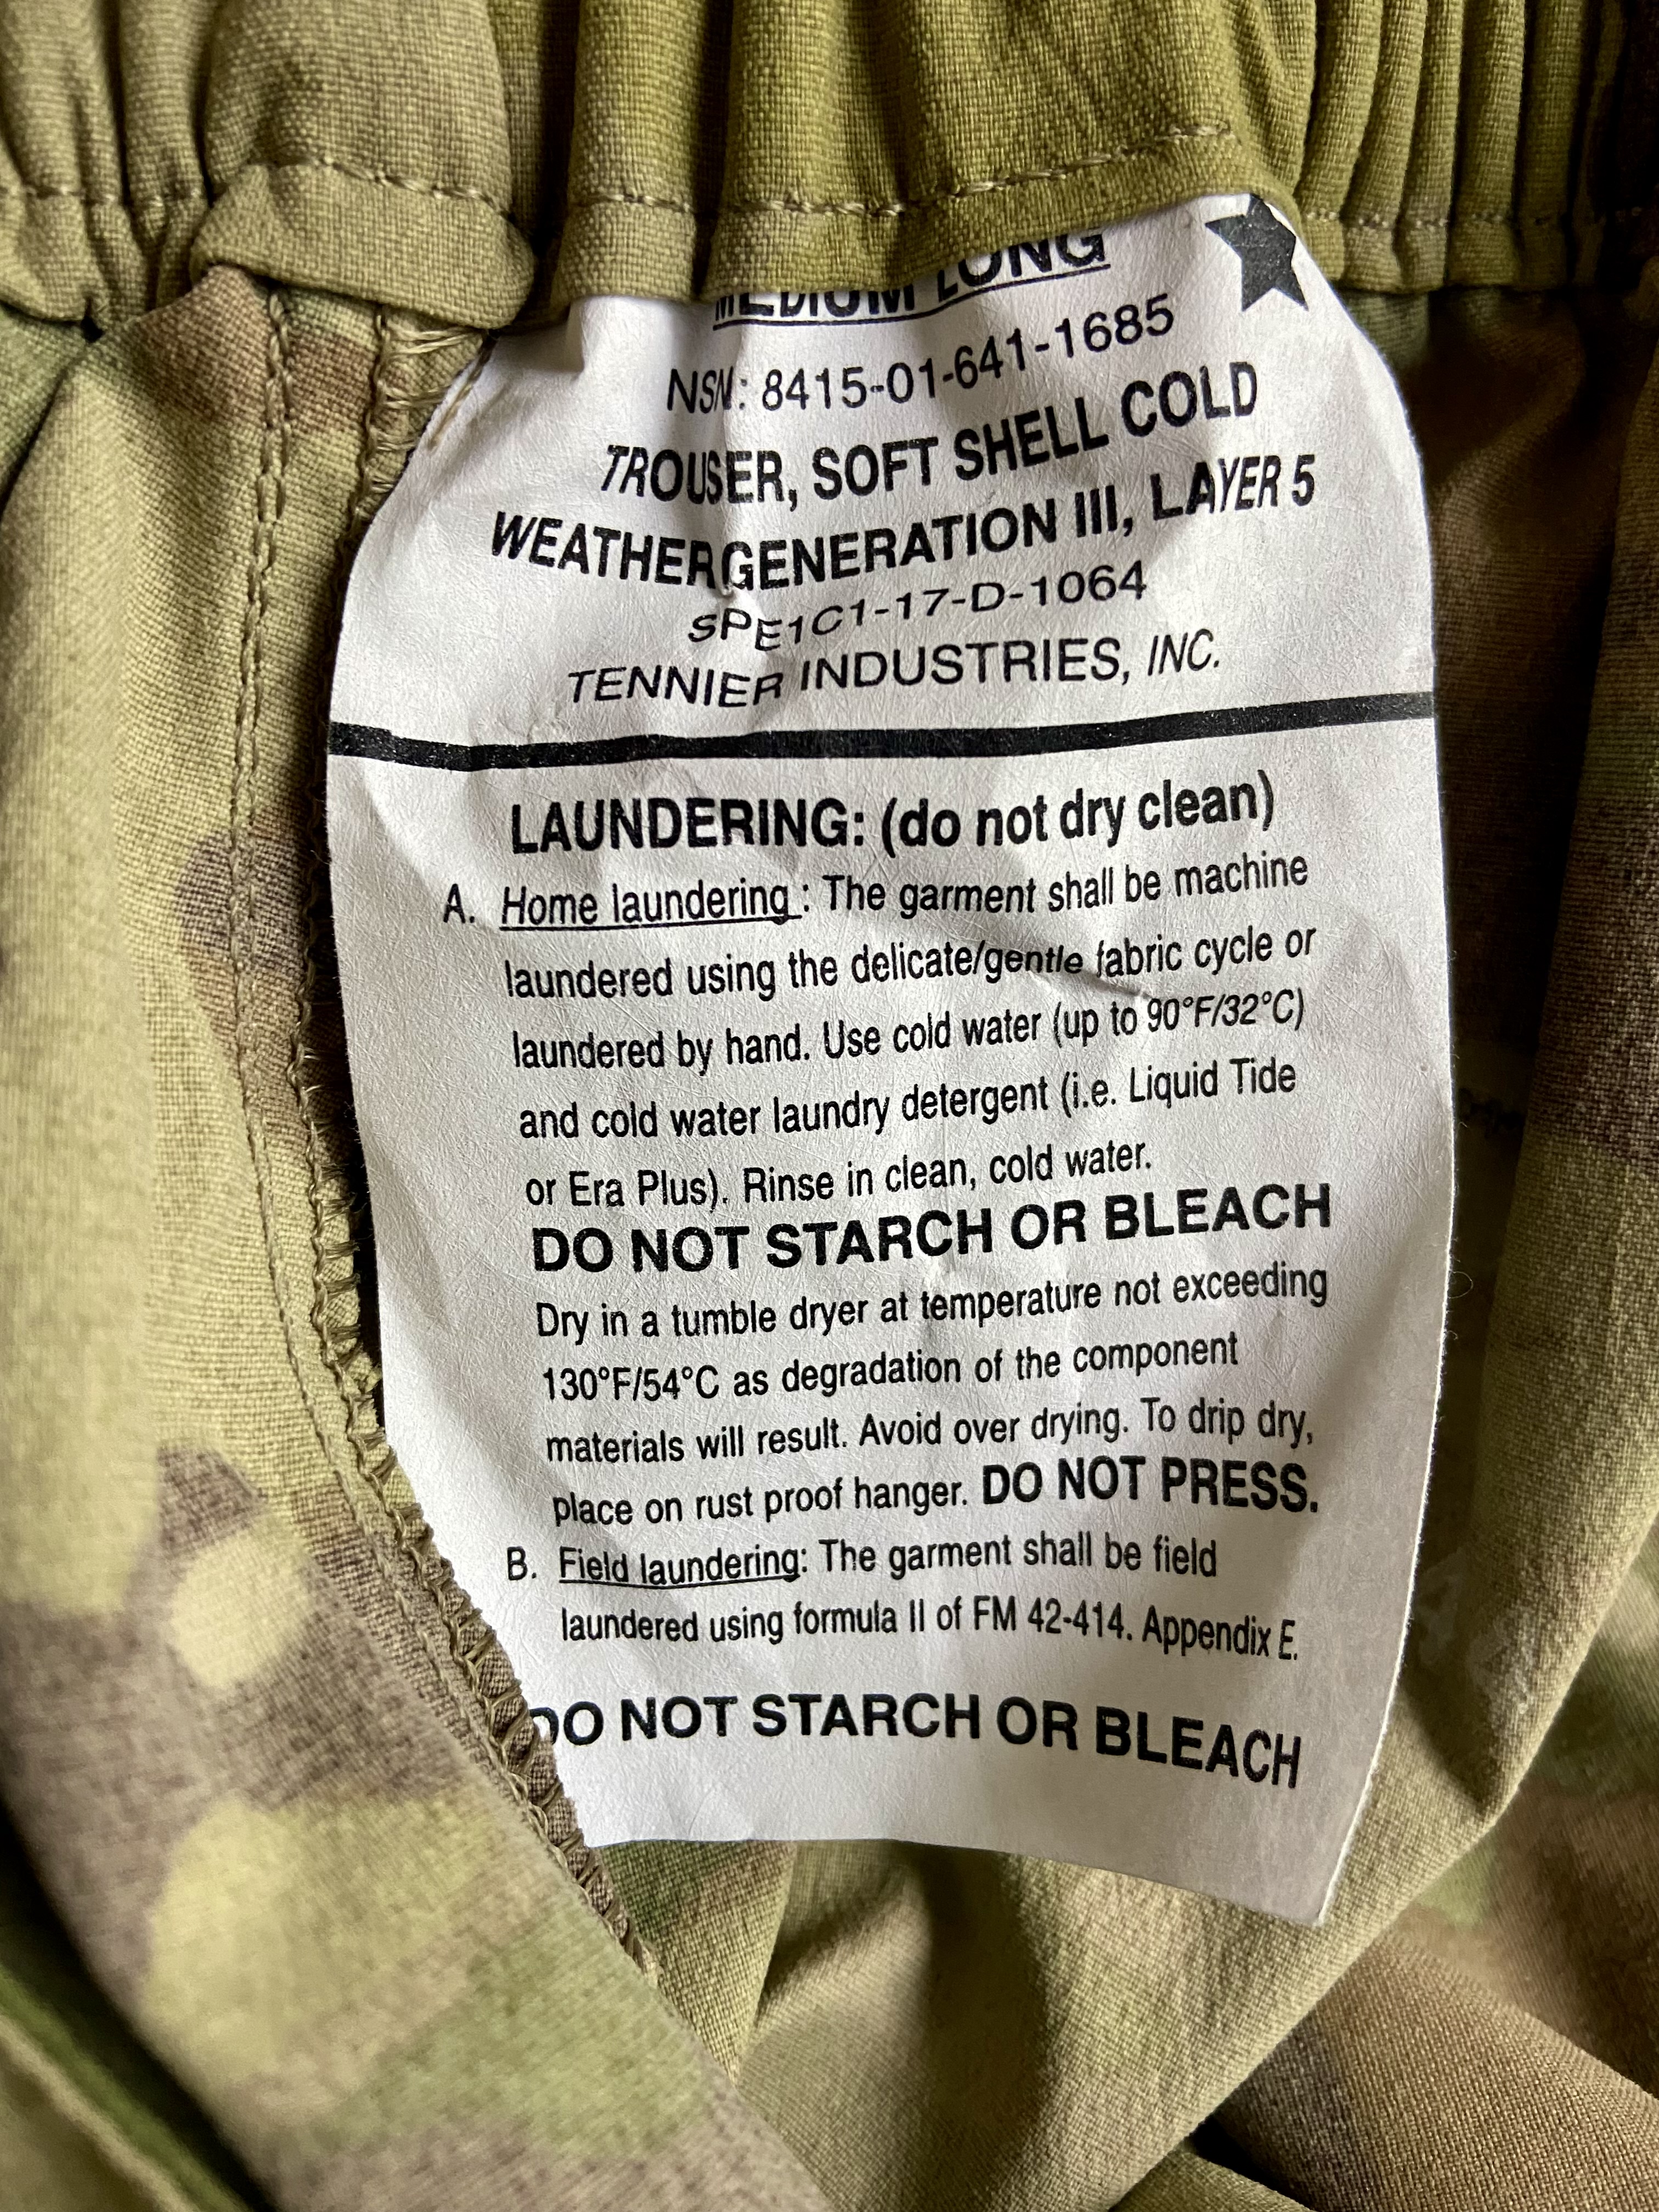 MEDIUM LONG
NSN: 8415-01-641-1685
TROUSER, SOFT SHELL COLD
WEATHER GENERATION III, LAYER 5
SPE1C1-17-D-1064
TENNIER INDUSTRIES, INC.
LAUNDERING: (do not dry clean)
A. Home laundering : The garment shall be machine
laundered using the delicate/gentle fabric cycle or
laundered by hand. Use cold water (up to 90°F/32°C)
and cold water laundry detergent (i.e. Liquid Tide
or Era Plus). Rinse in clean, cold water.
DO NOT STARCH OR BLEACH
Dry in a tumble dryer at temperature not exceeding
130°F/54°C as degradation of the component
materials will result. Avoid over drying. To drip dry,
place on rust proof hanger. DO NOT PRESS.
B. Field laundering: The garment shall be field
laundered using formula II of FM 42-414. Appendix E.
DO NOT STARCH OR BLEACH